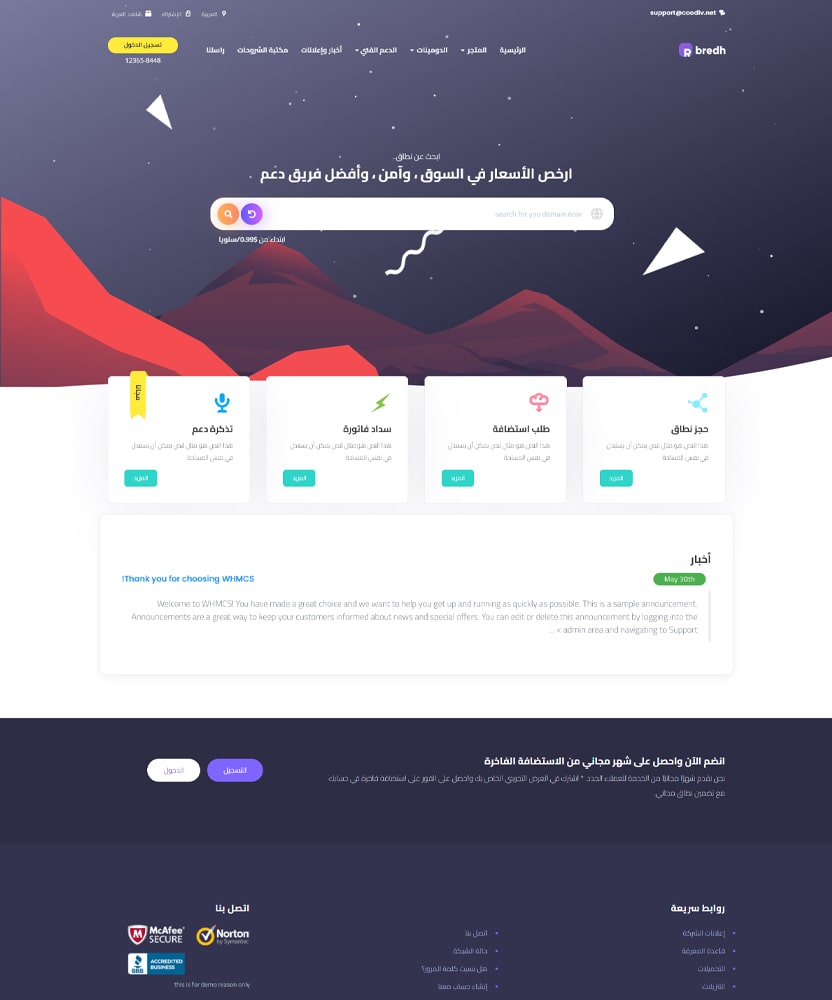 support@coodiv.net
العربية
الإشتراك
شاهد العربة
bredh
الرئيسية
المتجر
الدومينات
الدعم الفني
أخبار وإعلانات
مكتبة الشروحات
راسلنا
تسجيل الدخول
12365-8448
ابحث عن نطاق..
ارخص الأسعار في السوق ، وآمن ، وأفضل فريق دعم
search for you domain now
ابتداء من 0.99$/سنويا
حجز نطاق
هذا النص هو مثال لنص يمكن أن يستبدل
في نفس المساحة
المزيد
طلب استضافة
هذا النص هو مثال لنص يمكن أن يستبدل
في نفس المساحة
المزيد
سداد فاتورة
هذا النص هو مثال لنص يمكن أن يستبدل
في نفس المساحة
المزيد
تذكرة دعم
هذا النص هو مثال لنص يمكن أن يستبدل
في نفس المساحة
المزيد
أخبار
May 30th
Thank you for choosing WHMCS!
Welcome to WHMCS! You have made a great choice and we want to help you get up and running as quickly as possible. This is a sample announcement.
Announcements are a great way to keep your customers informed about news and special offers. You can edit or delete this announcement by logging into the
admin area and navigating to Support > ...
انضم الآن واحصل على شهر مجاني من الاستضافة الفاخرة
نحن نقدم شهرًا مجانيًا من الخدمة للعملاء الجدد. * اشترك في العرض التجريبي الخاص بك واحصل على الفور على استضافة فاخرة في حسابك
مع تضمين نطاق مجاني.
التسجيل
الدخول
روابط سريعة
إعلانات الشركة
قاعدة المعرفة
التحميلات
التنزيلات
اتصل بنا
حالة الشبكة
هل نسيت كلمة المرور؟
إنشاء حساب معنا
اتصل بنا
McAfee
SECURE
Norton
by Symantec
BBB
ACCREDITED
BUSINESS
this is for demo reason only